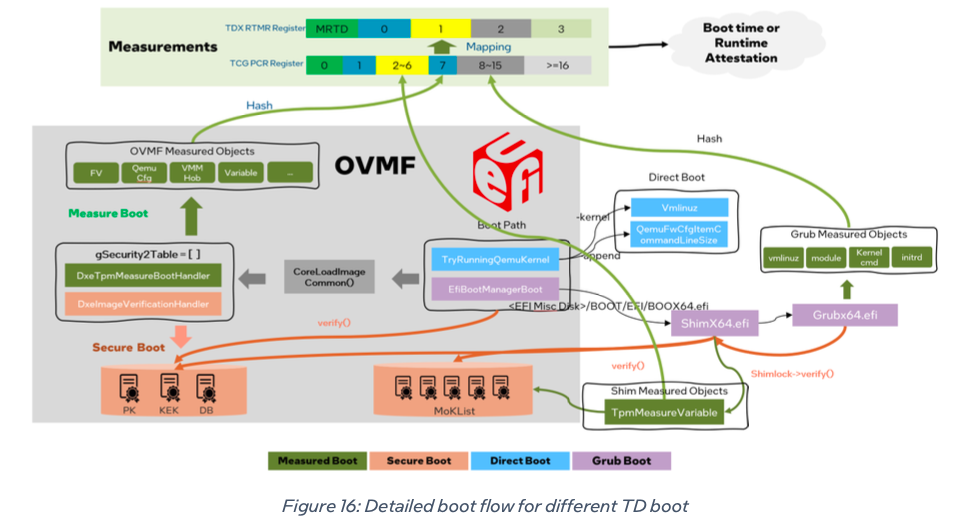 TDX RTMR Register
MRTD
0
1
2
3
Measurements
Mapping
TCG PCR Register
0
1
2~6
7
8~15
>=16
Boot time or
Runtime
Attestation
Hash
Hash
OVMF Measured Objects
FV
Qemu
Cfg
VMM
Hob
Variable
...
OVMF
UEFi
Measure Boot
Direct Boot
Vmlinuz
QemuFwCfgItemC
ommandLineSize
-kernel
-append
Boot Path
TryRunningQemuKernel
EfiBootManagerBoot
gSecurity2Table = [ ]
DxeTpmMeasureBootHandler
DxeImageVerificationHandler
CoreLoadImage
Common()
Grub Measured Objects
vmlinuz
module
Kernel
cmd
initrd
<EFI Misc Disk>/BOOT/EFI/BOOX64.efi
ShimX64.efi
Grubx64.efi
verify()
Secure Boot
verify()
Shimlock->verify()
PK
KEK
DB
MoKList
Shim Measured Objects
TpmMeasureVariable
Measured Boot
Secure Boot
Direct Boot
Grub Boot
Figure 16: Detailed boot flow for different TD boot